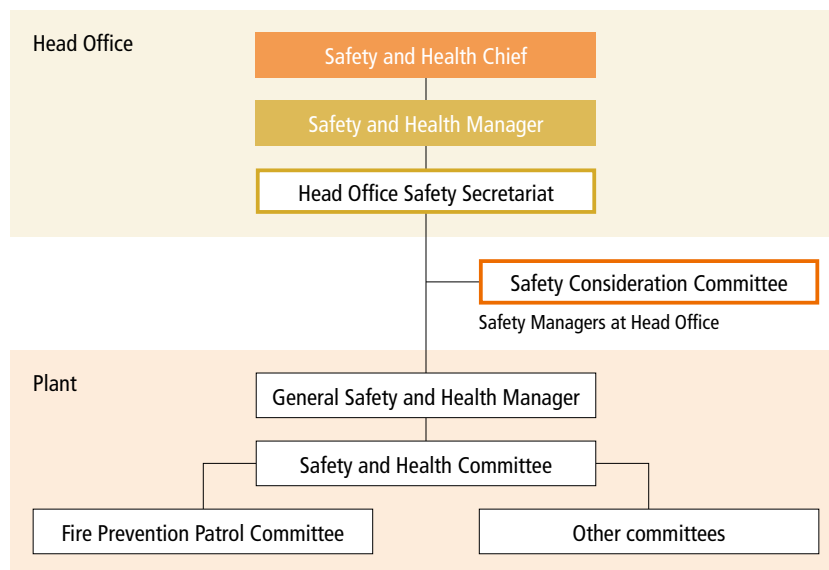 Head Office
Safety and Health Chief
Safety and Health Manager
Head Office Safety Secretariat
Safety Consideration Committee
Safety Managers at Head Office
Plant
General Safety and Health Manager
Safety and Health Committee
Fire Prevention Patrol Committee
Other committees